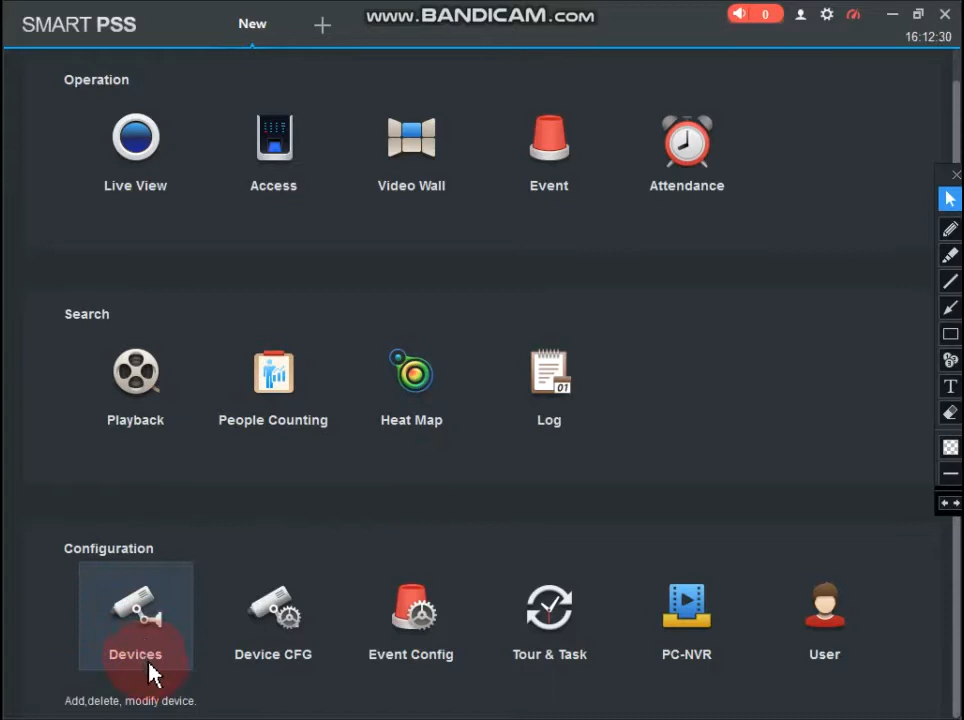 SMART PSS
New
www.BANDICAM.com
0
16:12:30
Operation
Live View
Access
Video Wall
Event
Attendance
Search
Playback
People Counting
Heat Map
01
Log
Configuration
Devices
Device CFG
Event Config
Tour & Task
PC-NVR
User
Add,delete, modify device.
T